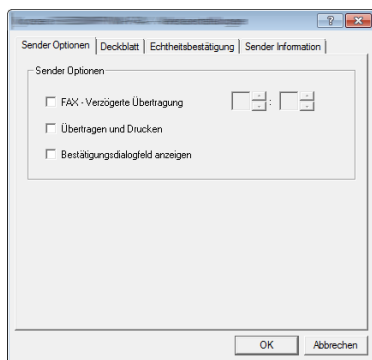 Sender Optionen Deckblatt Echtheitsbestätigung Sender Information
Sender Optionen
FAX - Verzögerte Übertragung :
Übertragen und Drucken
Bestätigungsdialogfeld anzeigen
OK Abbrechen